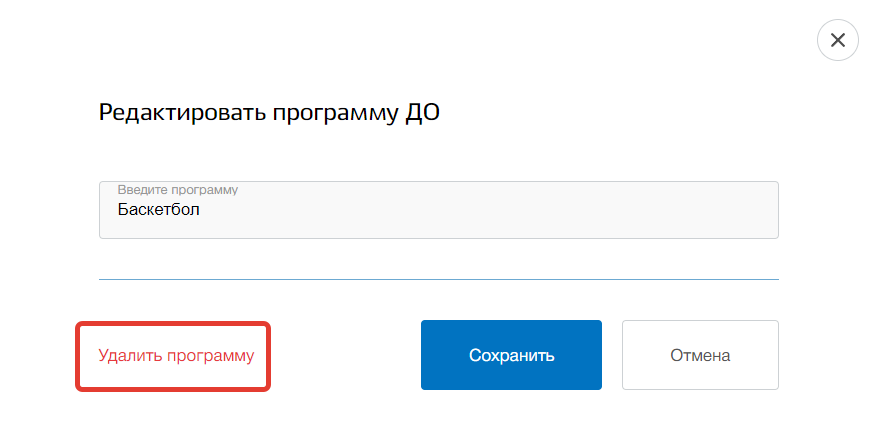 Редактировать программу ДО
Введите программу
Баскетбол
Удалить программу
Сохранить
Отмена